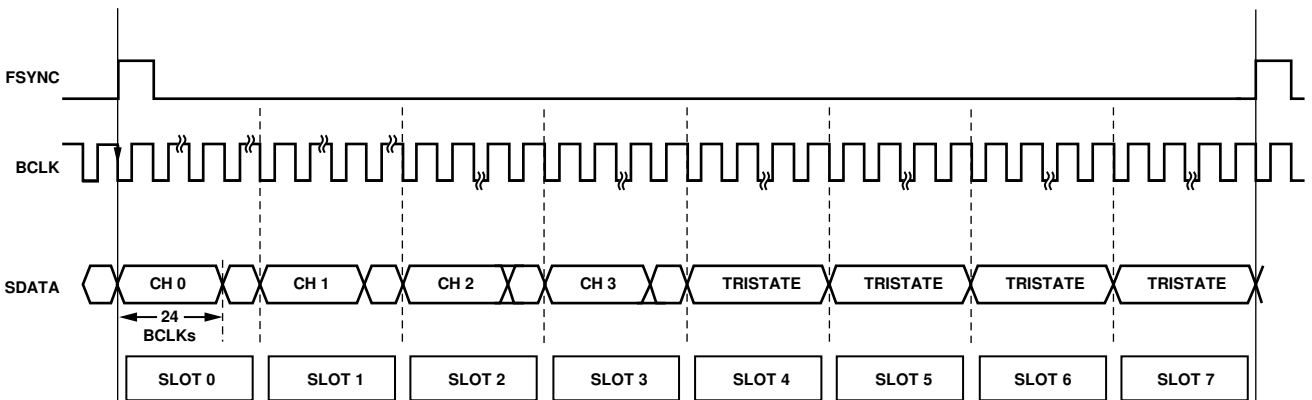 FSYNC
BCLK
SDATA
CH 0
CH 1
CH 2
CH 3
TRISTATE
TRISTATE
TRISTATE
TRISTATE
24
BCLKs
SLOT 0
SLOT 1
SLOT 2
SLOT 3
SLOT 4
SLOT 5
SLOT 6
SLOT 7